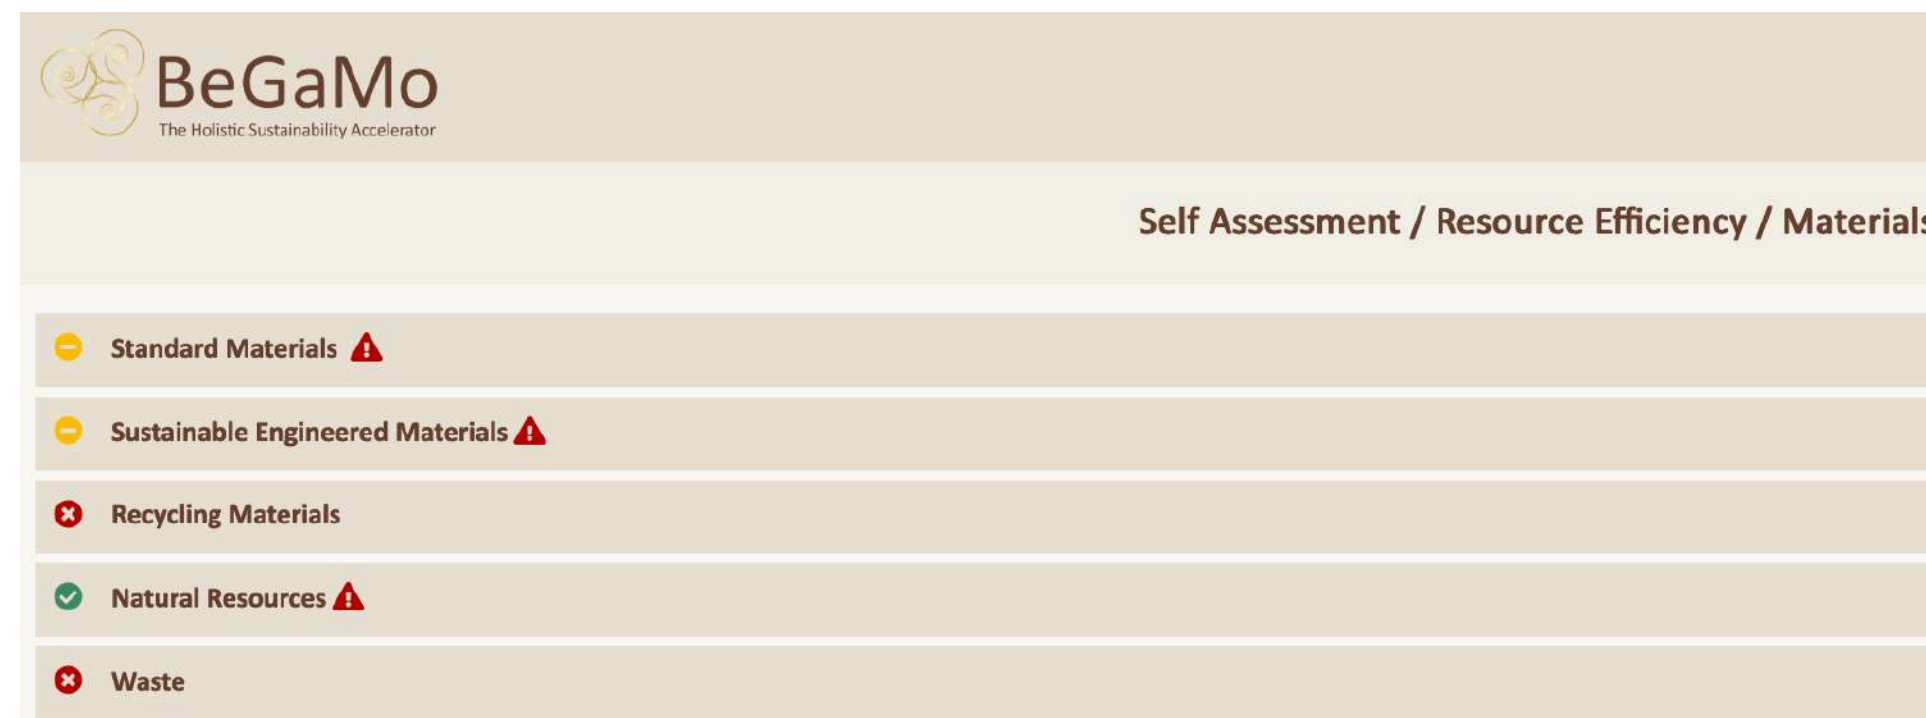 BeGaMo
The Holistic Sustainability Accelerator
Self Assessment / Resource Efficiency / Materials
Standard Materials
Sustainable Engineered Materials
Recycling Materials
Natural Resources
Waste